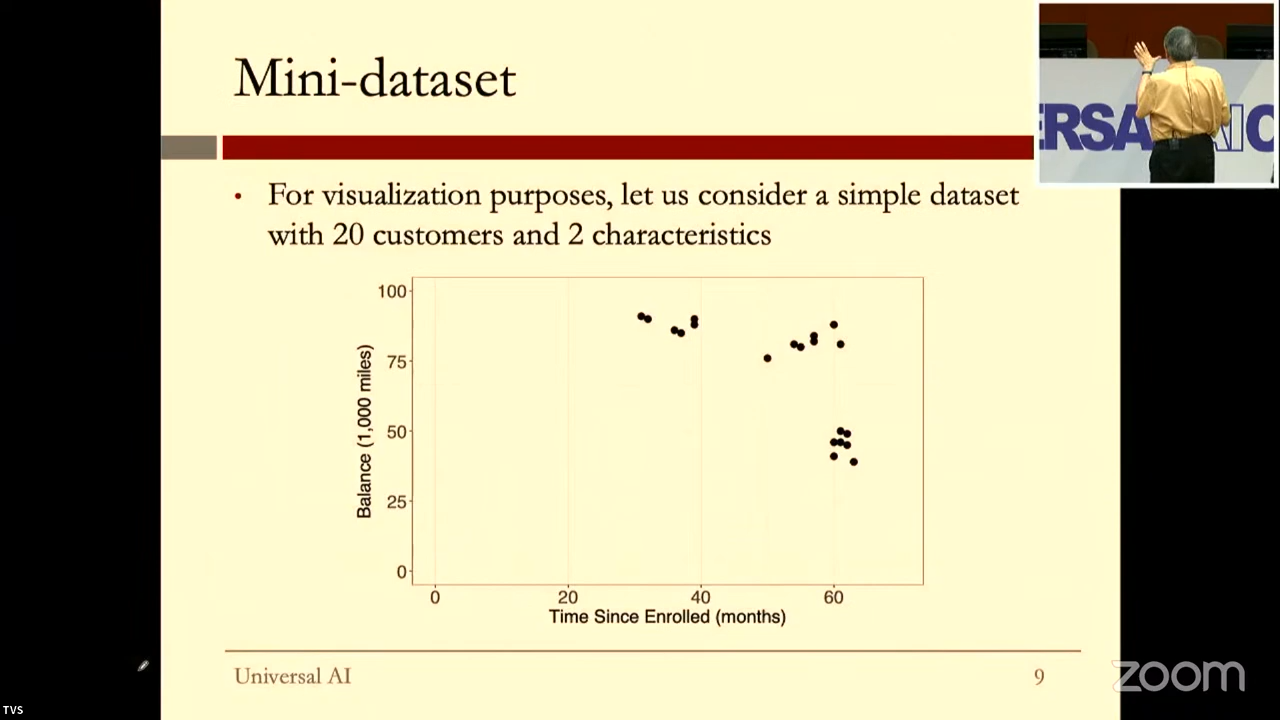 Mini-dataset
• For visualization purposes, let us consider a simple dataset
with 20 customers and 2 characteristics
100
75
50
25
0
Balance (1,000 miles)
0 20 40 60
Time Since Enrolled (months)
Universal AI
9
ERSA AI
zoom
TVS